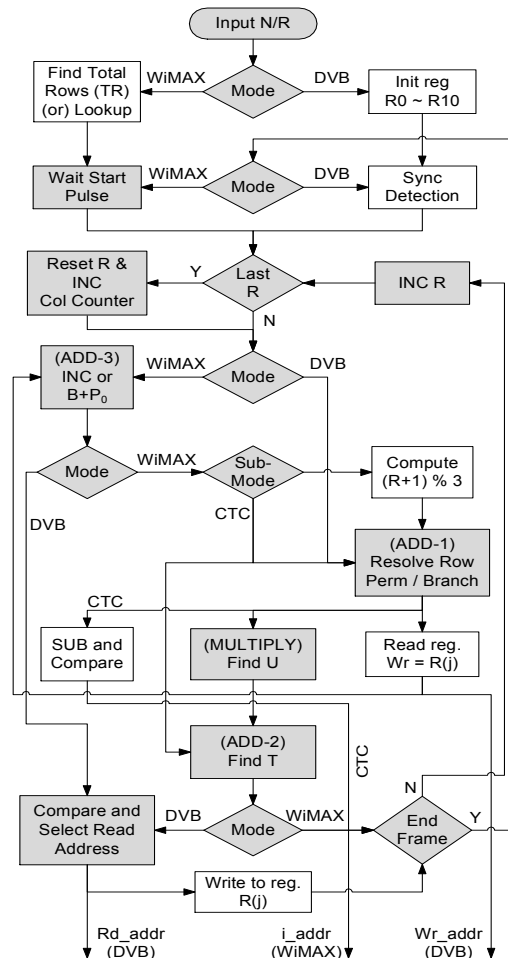 Input N/R
Find Total
Rows (TR)
(or) Lookup
WiMAX
Mode
DVB
Init reg
R0 ~ R10
Wait Start
Pulse
WiMAX
Mode
DVB
Sync
Detection
Reset R &
INC
Col Counter
Y
Last
R
INC R
N
(ADD-3)
INC or
B+P₀
WiMAX
Mode
DVB
Mode
WiMAX
Sub-
Mode
Compute
(R+1) % 3
DVB
CTC
(ADD-1)
Resolve Row
Perm / Branch
CTC
SUB and
Compare
(MULTIPLY)
Find U
Read reg.
Wr = R(j)
(ADD-2)
Find T
CTC
N
Compare and
Select Read
Address
DVB
Mode
WiMAX
End
Frame
Y
Write to reg.
R(j)
Rd_addr
(DVB)
i_addr
(WiMAX)
Wr_addr
(DVB)